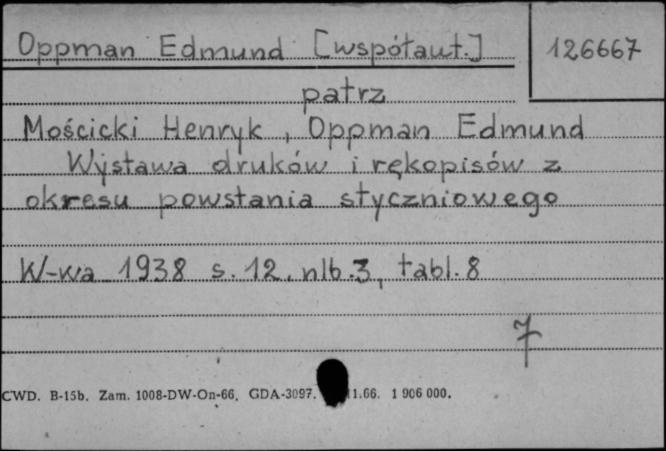 Oppman Edmund [współaut.]
126667
patrz
Mościcki Henryk, Oppman Edmund
Wystawa druków i rękopisów z
okresu powstania styczniowego
W-wa 1938 s. 12, nlb. 3, tabl. 8
7
CWD. B-15b. Zam. 1008-DW-On-66. GDA-3097. 1.66. 1 906 000.